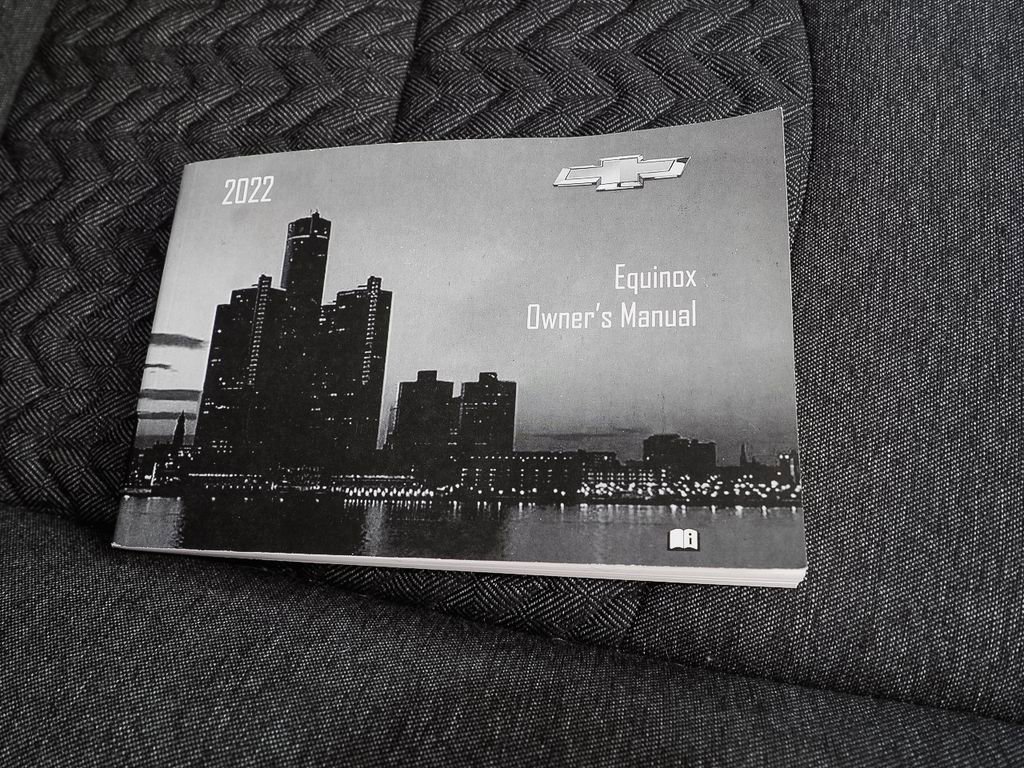 2022
Equinox
Owner's Manual
i